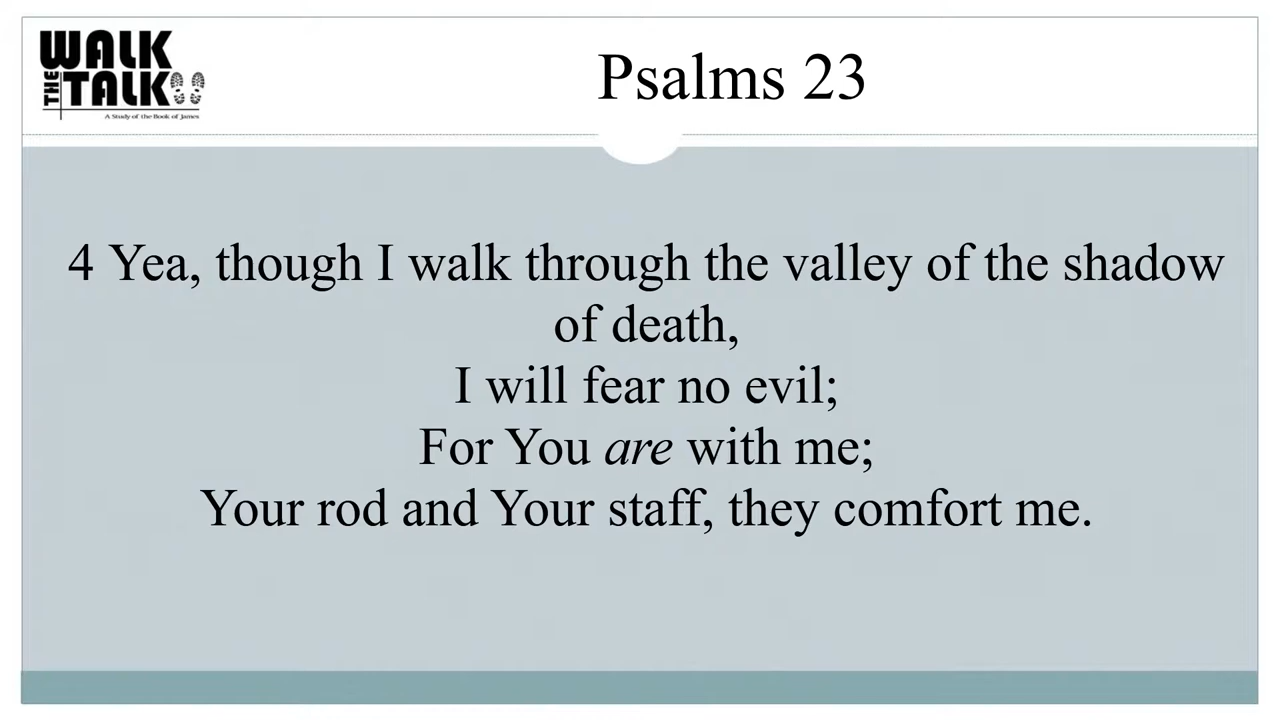 WALK
THE TALK
A Study of the Book of James
Psalms 23
4 Yea, though I walk through the valley of the shadow
of death,
I will fear no evil;
For You are with me;
Your rod and Your staff, they comfort me.